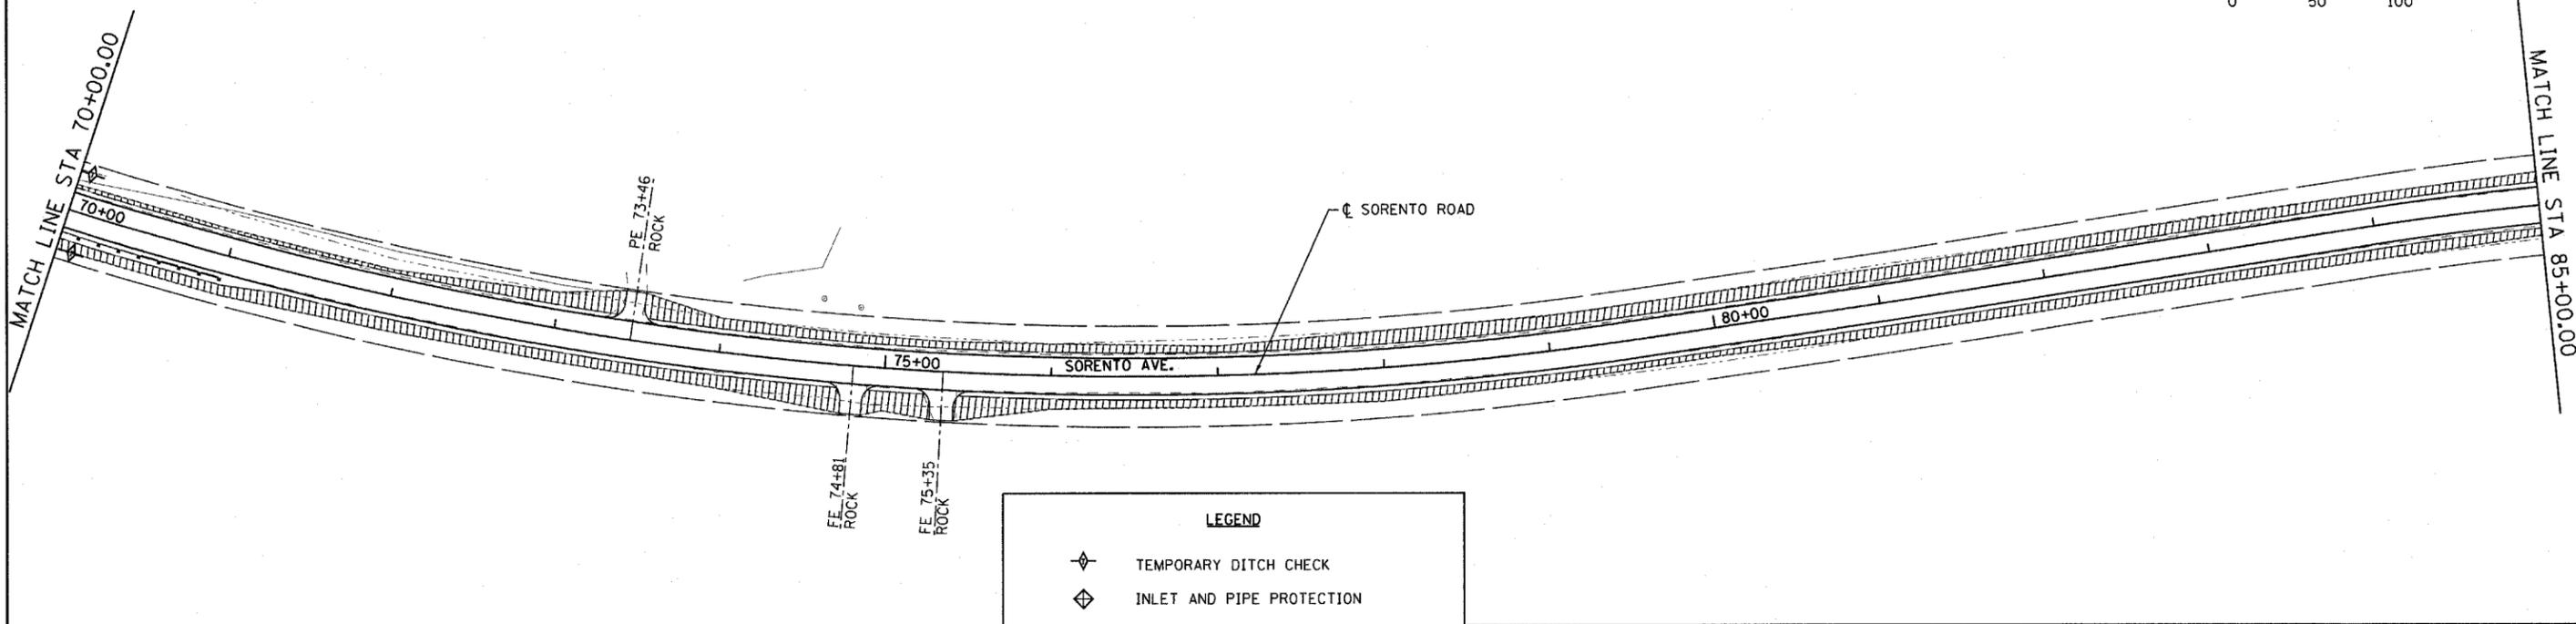 0 50 100
MATCH LINE STA 70+00.00
MATCH LINE STA 85+00.00
70+00
PE 73+46
ROCK
℄ SORENTO ROAD
80+00
75+00
SORENTO AVE.
FE 74+81
ROCK
FE 75+35
ROCK
LEGEND
TEMPORARY DITCH CHECK
INLET AND PIPE PROTECTION